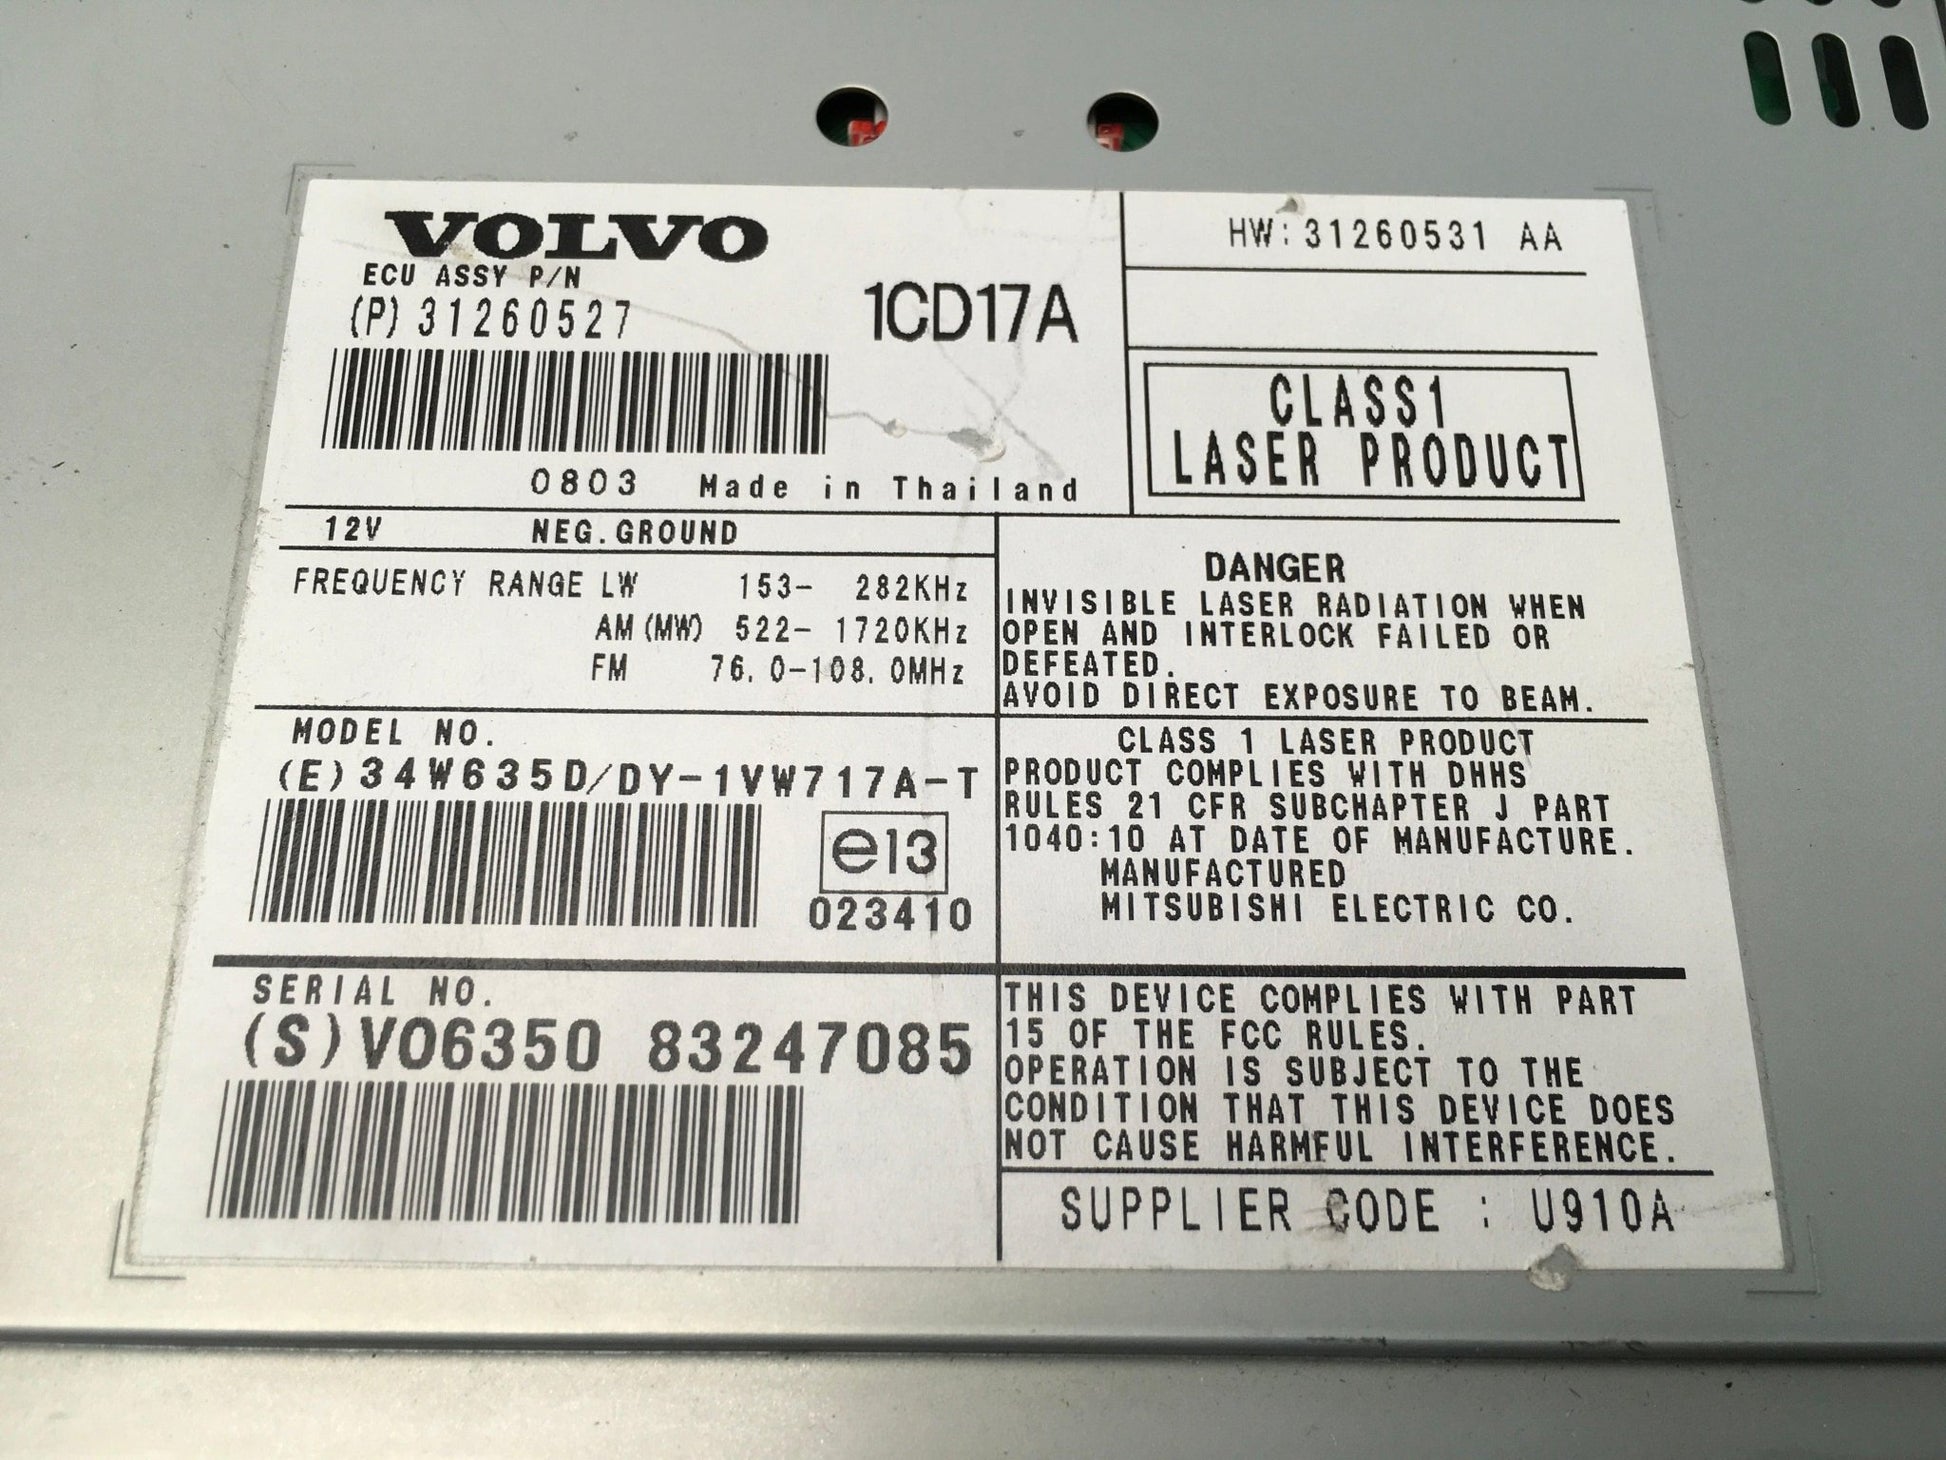 VOLVO
ECU ASSY P/N
(P) 31260527
1CD17A
0803 Made in Thailand
HW: 31260531 AA
CLASS1
LASER PRODUCT
12V NEG. GROUND
FREQUENCY RANGE LW 153- 282KHz
AM (MW) 522- 1720KHz
FM 76.0-108.0MHz
DANGER
INVISIBLE LASER RADIATION WHEN
OPEN AND INTERLOCK FAILED OR
DEFEATED.
AVOID DIRECT EXPOSURE TO BEAM.
MODEL NO.
(E) 34W635D/DY-1VW717A-T
e13
023410
CLASS 1 LASER PRODUCT
PRODUCT COMPLIES WITH DHHS
RULES 21 CFR SUBCHAPTER J PART
1040:10 AT DATE OF MANUFACTURE.
MANUFACTURED
MITSUBISHI ELECTRIC CO.
SERIAL NO.
(S) VO6350 83247085
THIS DEVICE COMPLIES WITH PART
15 OF THE FCC RULES.
OPERATION IS SUBJECT TO THE
CONDITION THAT THIS DEVICE DOES
NOT CAUSE HARMFUL INTERFERENCE.
SUPPLIER CODE : U910A